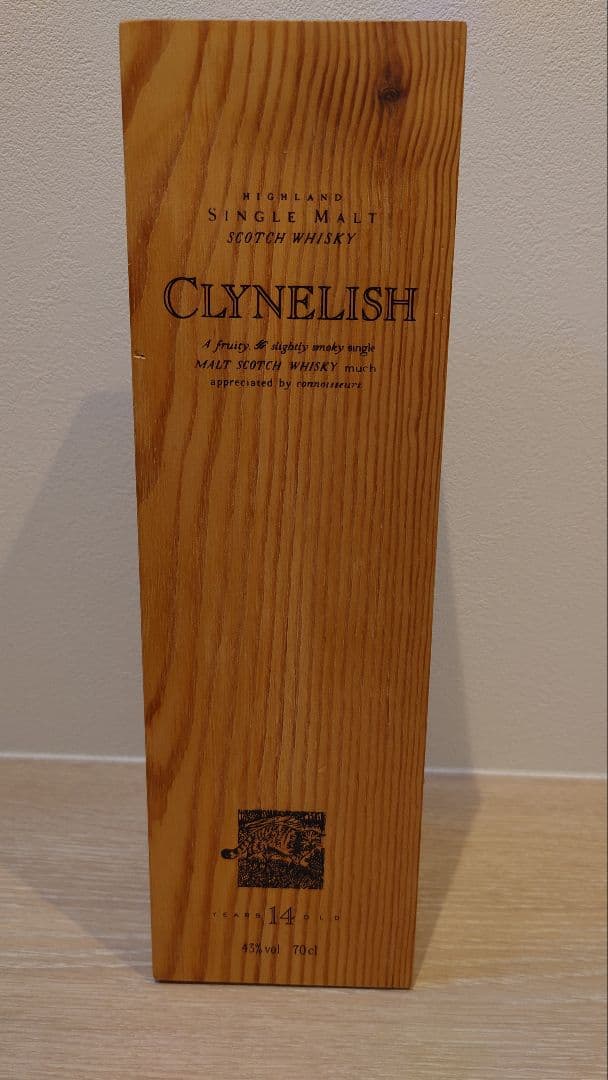 HIGHLAND
SINGLE MALT
SCOTCH WHISKY
CLYNELISH
A fruity, & slightly smoky single
MALT SCOTCH WHISKY much
appreciated by connoisseurs
YEARS 14 OLD
43% vol 70cl